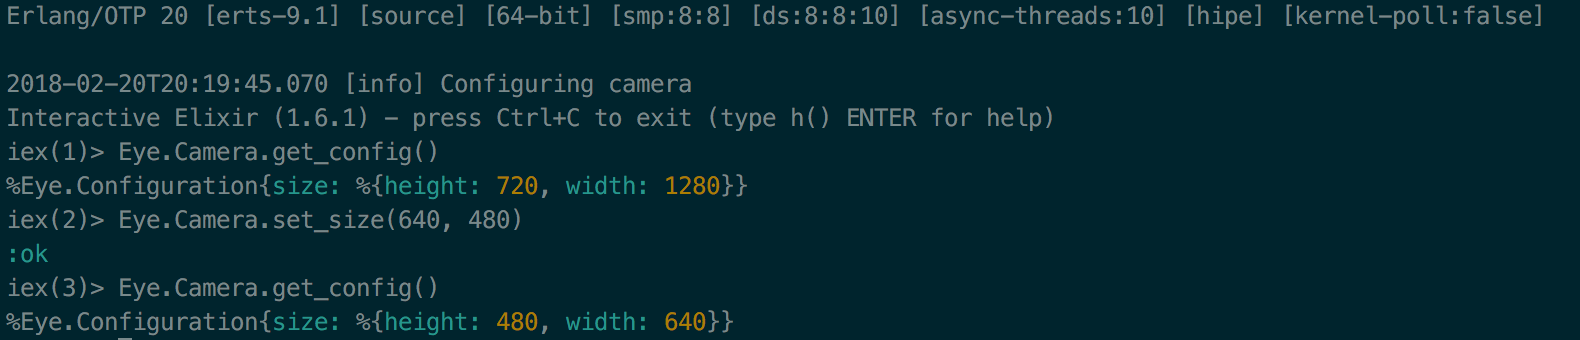 Erlang/OTP 20 [erts-9.1] [source] [64-bit] [smp:8:8] [ds:8:8:10] [async-threads:10] [hipe] [kernel-poll:false]
2018-02-20T20:19:45.070 [info] Configuring camera
Interactive Elixir (1.6.1) - press Ctrl+C to exit (type h() ENTER for help)
iex(1)> Eye.Camera.get_config()
%Eye.Configuration{size: %{height: 720, width: 1280}}
iex(2)> Eye.Camera.set_size(640, 480)
:ok
iex(3)> Eye.Camera.get_config()
%Eye.Configuration{size: %{height: 480, width: 640}}